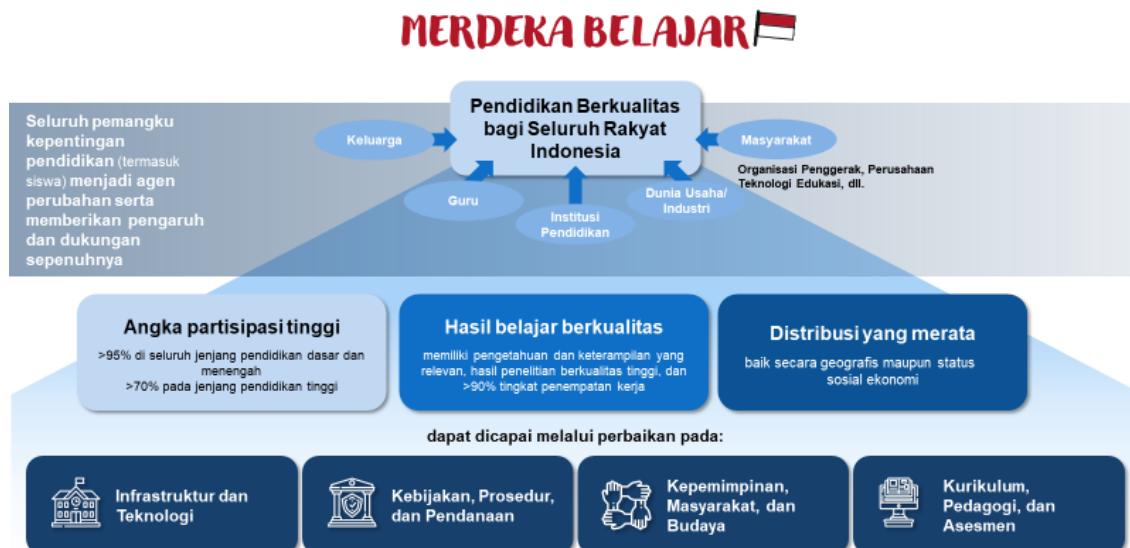 MERDEKA BELAJAR
Pendidikan Berkualitas
bagi Seluruh Rakyat
Indonesia
Seluruh pemangku
kepentingan
pendidikan (termasuk
siswa) menjadi agen
perubahan serta
memberikan pengaruh
dan dukungan
sepenuhnya
Keluarga
Guru
Institusi
Pendidikan
Dunia Usaha/
Industri
Masyarakat
Organisasi Penggerak, Perusahaan
Teknologi Edukasi, dll.
Angka partisipasi tinggi
>95% di seluruh jenjang pendidikan dasar dan
menengah
>70% pada jenjang pendidikan tinggi
Hasil belajar berkualitas
memiliki pengetahuan dan keterampilan yang
relevan, hasil penelitian berkualitas tinggi, dan
>90% tingkat penempatan kerja
Distribusi yang merata
baik secara geografis maupun status
sosial ekonomi
dapat dicapai melalui perbaikan pada:
Infrastruktur dan
Teknologi
Kebijakan, Prosedur,
dan Pendanaan
Kepemimpinan,
Masyarakat, dan
Budaya
Kurikulum,
Pedagogi, dan
Asesmen